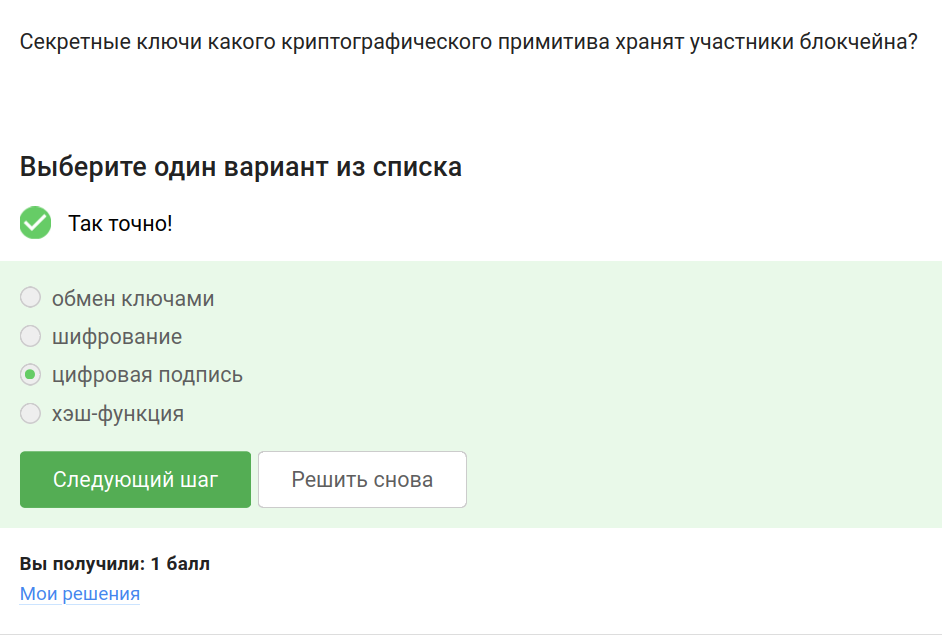 Секретные ключи какого криптографического примитива хранят участники блокчейна?
Выберите один вариант из списка
Так точно!
обмен ключами
шифрование
цифровая подпись
хэш-функция
Следующий шаг
Решить снова
Вы получили: 1 балл
Мои решения